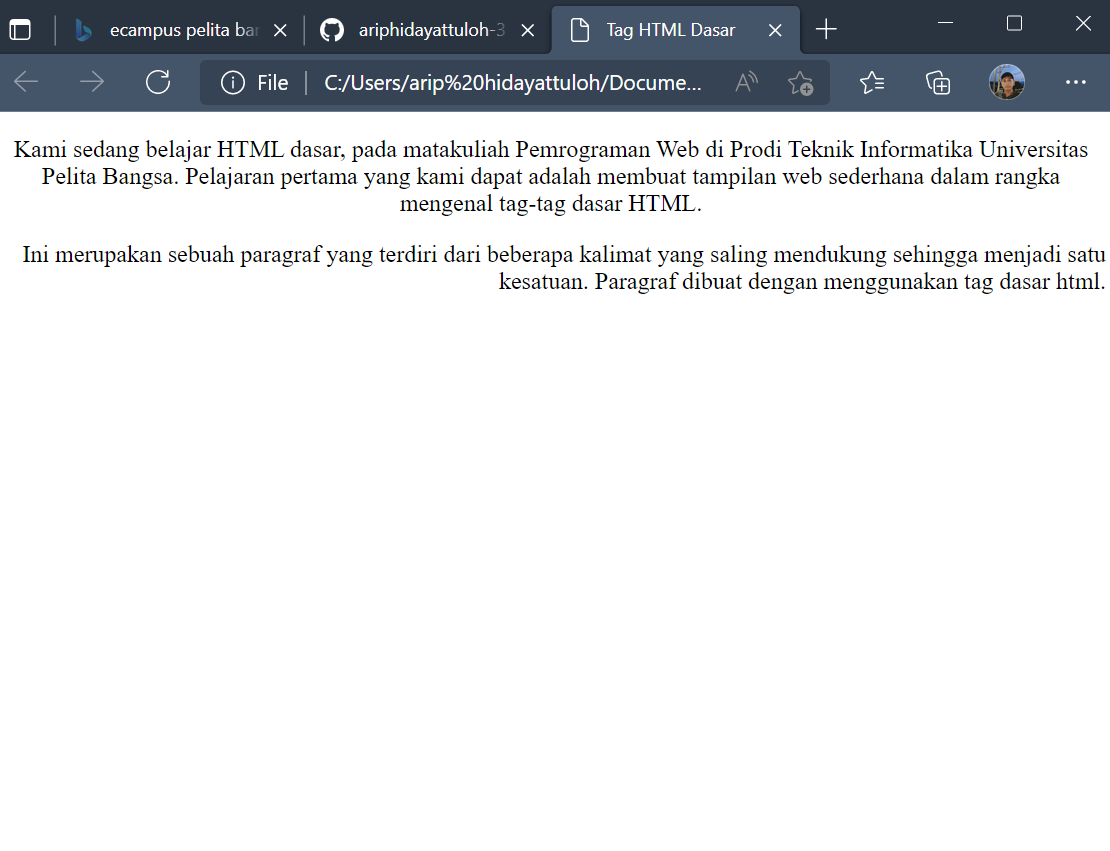 ecampus pelita bar
ariphidayattuloh-3
Tag HTML Dasar
File
C:/Users/arip%20hidayattuloh/Docume...
Kami sedang belajar HTML dasar, pada matakuliah Pemrograman Web di Prodi Teknik Informatika Universitas
Pelita Bangsa. Pelajaran pertama yang kami dapat adalah membuat tampilan web sederhana dalam rangka
mengenal tag-tag dasar HTML.
Ini merupakan sebuah paragraf yang terdiri dari beberapa kalimat yang saling mendukung sehingga menjadi satu
kesatuan. Paragraf dibuat dengan menggunakan tag dasar html.